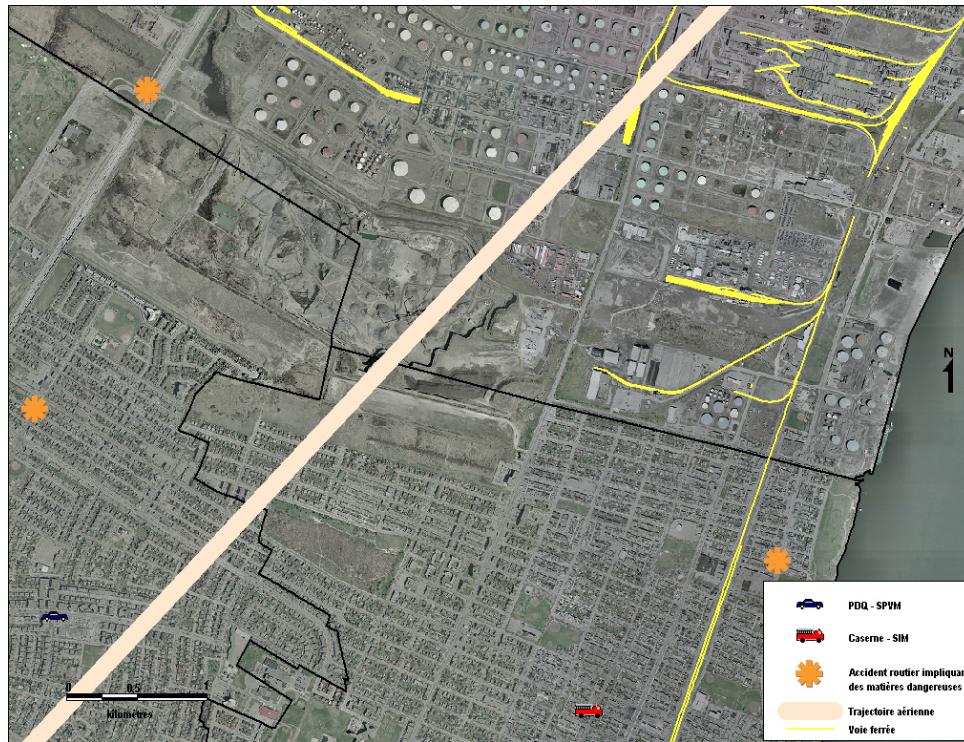 N
0 0,5 1
kilomètres
PDQ - SPVM
Caserne - SIM
Accident routier impliquan
des matières dangereuses
Trajectoire aérienne
Voie ferrée